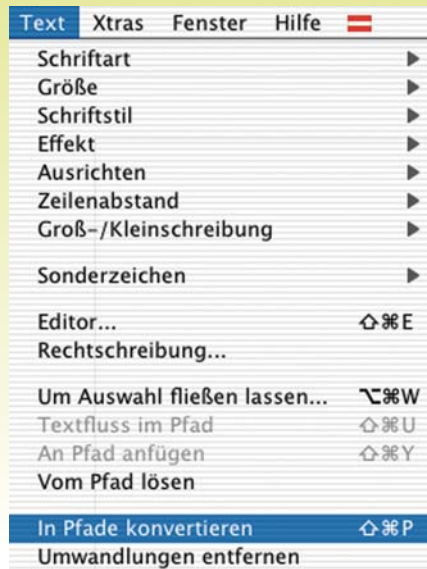 Text Xtras Fenster Hilfe
Schriftart
Größe
Schriftstil
Effekt
Ausrichten
Zeilenabstand
Groß-/Kleinschreibung
Sonderzeichen
Editor... ⇧⌘E
Rechtschreibung...
Um Auswahl fließen lassen... ⌥⌘W
Textfluss im Pfad ⇧⌘U
An Pfad anfügen ⇧⌘Y
Vom Pfad lösen
In Pfade konvertieren ⇧⌘P
Umwandlungen entfernen